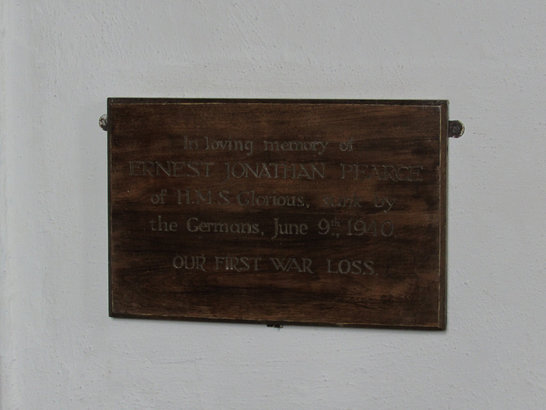 In loving memory of
ERNEST JONATHAN PEARCE
of H.M.S. Glorious, sunk by
the Germans, June 9th, 1940.
OUR FIRST WAR LOSS.